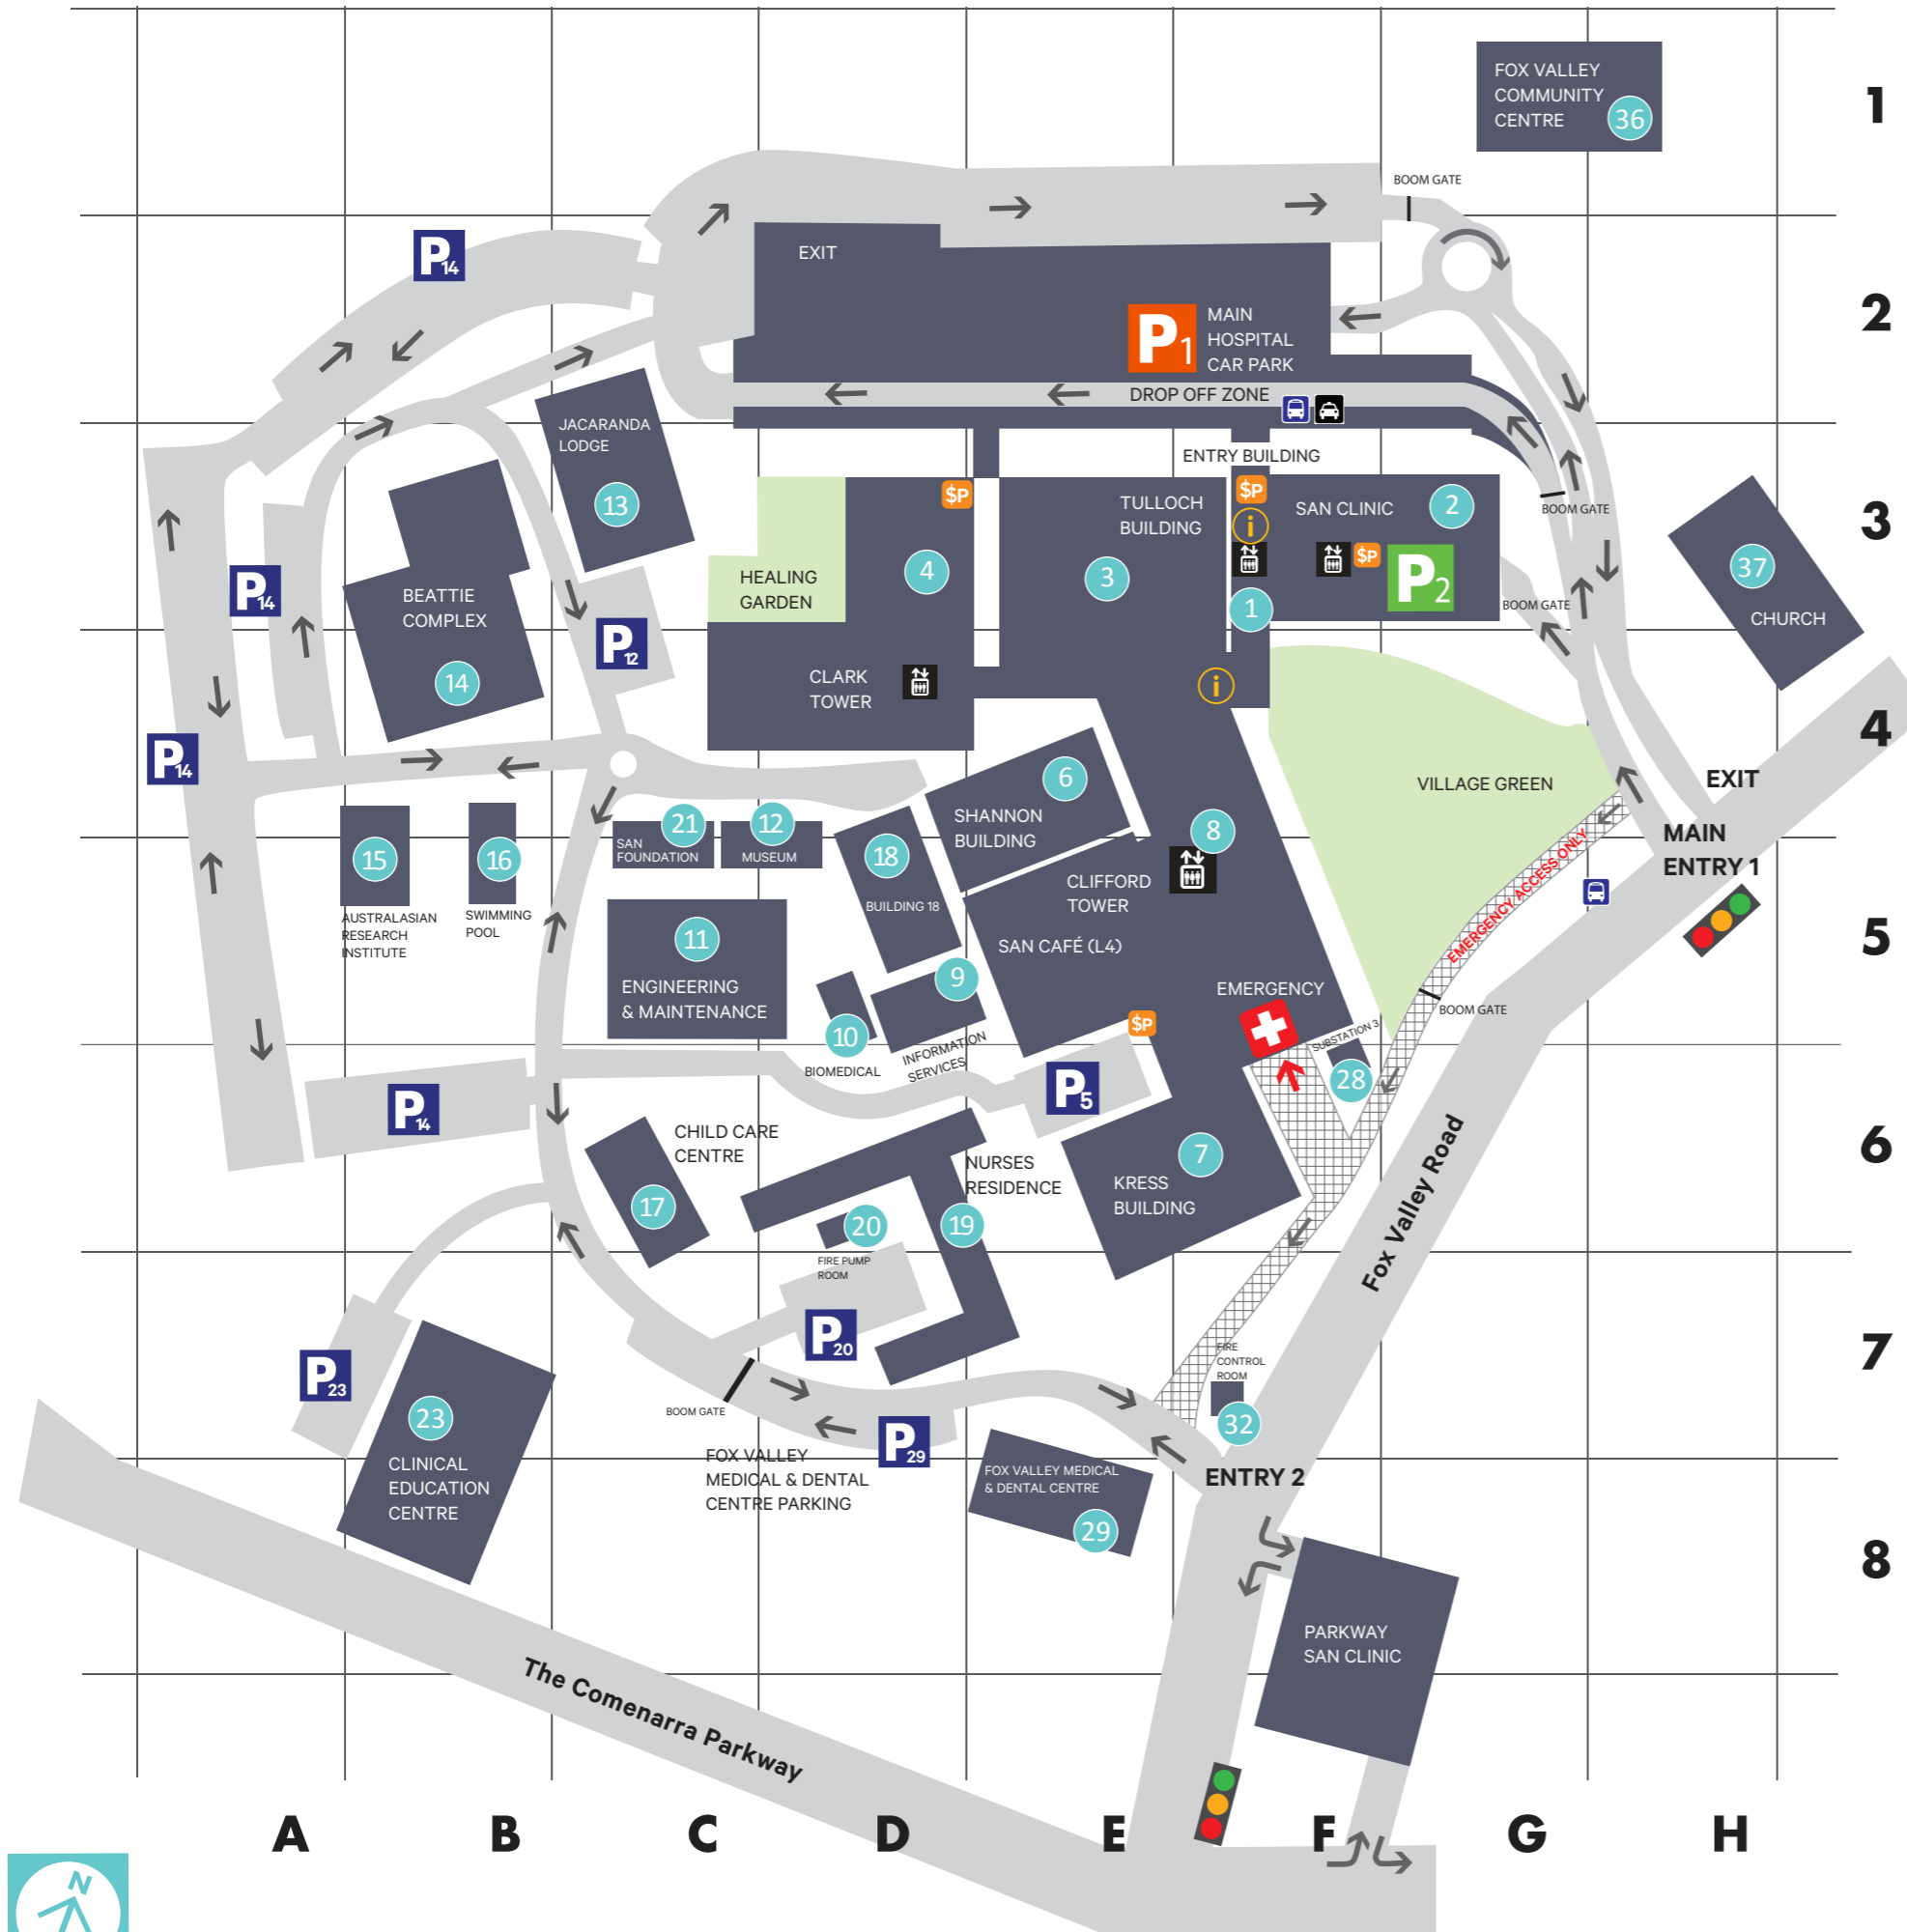 FOX VALLEY
COMMUNITY
CENTRE
36
1
BOOM GATE
P14
EXIT
P1
MAIN
HOSPITAL
CAR PARK
2
DROP OFF ZONE
JACARANDA
LODGE
13
ENTRY BUILDING
$P
TULLOCH
BUILDING
3
$P
i
1
SAN CLINIC
2
$P
P2
BOOM GATE
BOOM GATE
3
37
CHURCH
P14
BEATTIE
COMPLEX
14
HEALING
GARDEN
4
P12
CLARK
TOWER
i
P14
4
VILLAGE GREEN
EXIT
MAIN
ENTRY 1
6
SHANNON
BUILDING
8
21
SAN
FOUNDATION
12
MUSEUM
18
BUILDING 18
15
AUSTRALASIAN
RESEARCH
INSTITUTE
16
SWIMMING
POOL
CLIFFORD
TOWER
SAN CAFÉ (L4)
EMERGENCY ACCESS ONLY
5
11
ENGINEERING
& MAINTENANCE
9
INFORMATION
SERVICES
10
BIOMEDICAL
EMERGENCY
$P
BOOM GATE
SUBSTATION 3
28
P5
P14
CHILD CARE
CENTRE
17
NURSES
RESIDENCE
19
20
FIRE PUMP
ROOM
7
KRESS
BUILDING
6
Fox Valley Road
P20
P23
23
CLINICAL
EDUCATION
CENTRE
BOOM GATE
P29
FOX VALLEY
MEDICAL & DENTAL
CENTRE PARKING
FIRE
CONTROL
ROOM
32
7
FOX VALLEY MEDICAL
& DENTAL CENTRE
29
ENTRY 2
8
PARKWAY
SAN CLINIC
The Comenarra Parkway
A
B
C
D
E
F
G
H
N